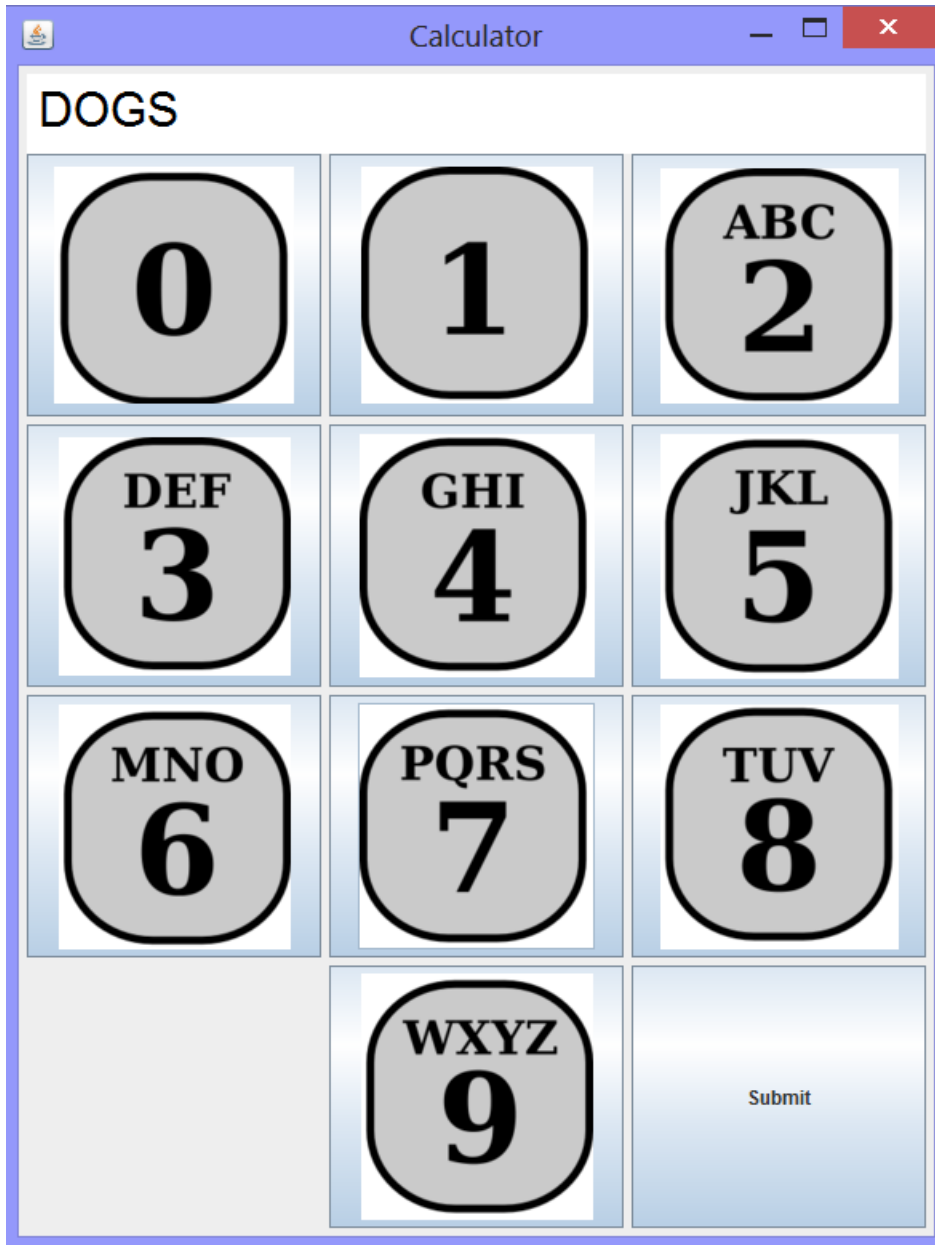 Calculator
DOGS
0
1
ABC
2
DEF
3
GHI
4
JKL
5
MNO
6
PQRS
7
TUV
8
WXYZ
9
Submit